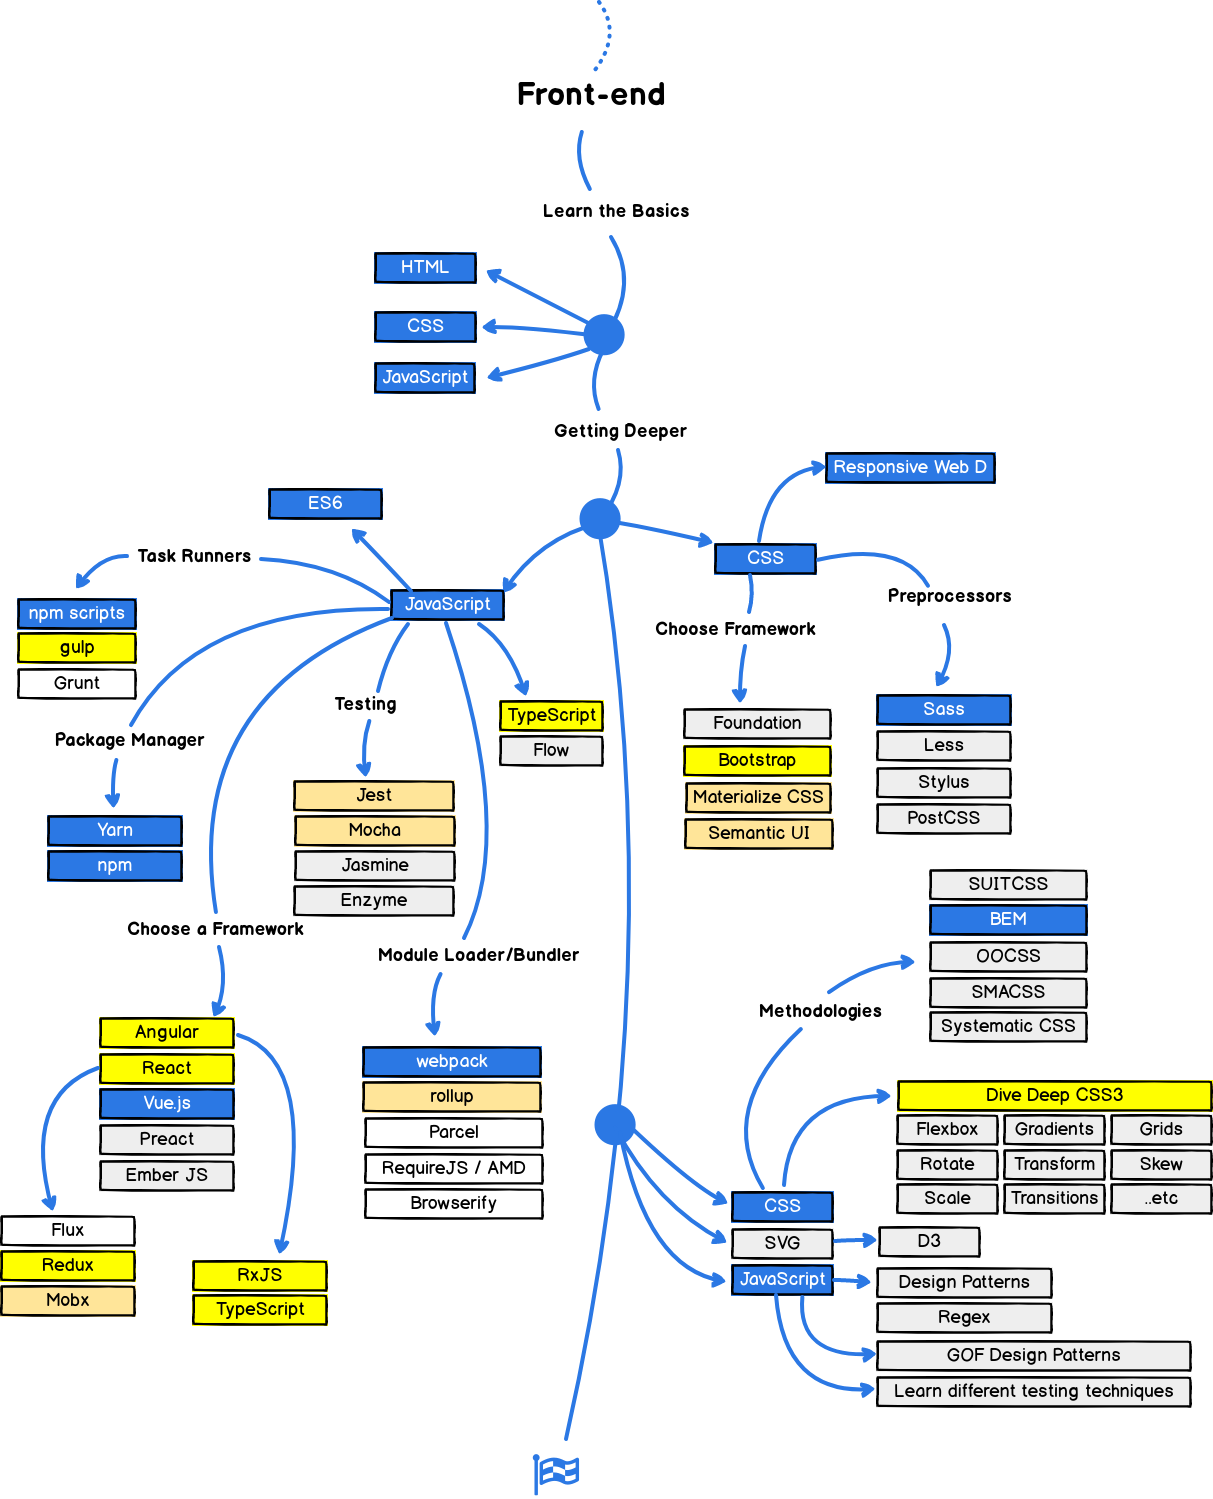 Front-end
Learn the Basics
HTML
CSS
JavaScript
Getting Deeper
Responsive Web D
ES6
CSS
Task Runners
JavaScript
Preprocessors
npm scripts
gulp
Grunt
Choose Framework
Testing
TypeScript
Flow
Foundation
Bootstrap
Materialize CSS
Semantic UI
Sass
Less
Stylus
PostCSS
Package Manager
Yarn
npm
Jest
Mocha
Jasmine
Enzyme
SUITCSS
BEM
OOCSS
SMACSS
Systematic CSS
Choose a Framework
Module Loader/Bundler
Methodologies
Angular
React
Vue.js
Preact
Ember JS
webpack
rollup
Parcel
RequireJS / AMD
Browserify
Dive Deep CSS3
Flexbox Gradients Grids
Rotate Transform Skew
Scale Transitions ..etc
Flux
Redux
Mobx
RxJS
TypeScript
CSS
SVG
JavaScript
D3
Design Patterns
Regex
GOF Design Patterns
Learn different testing techniques